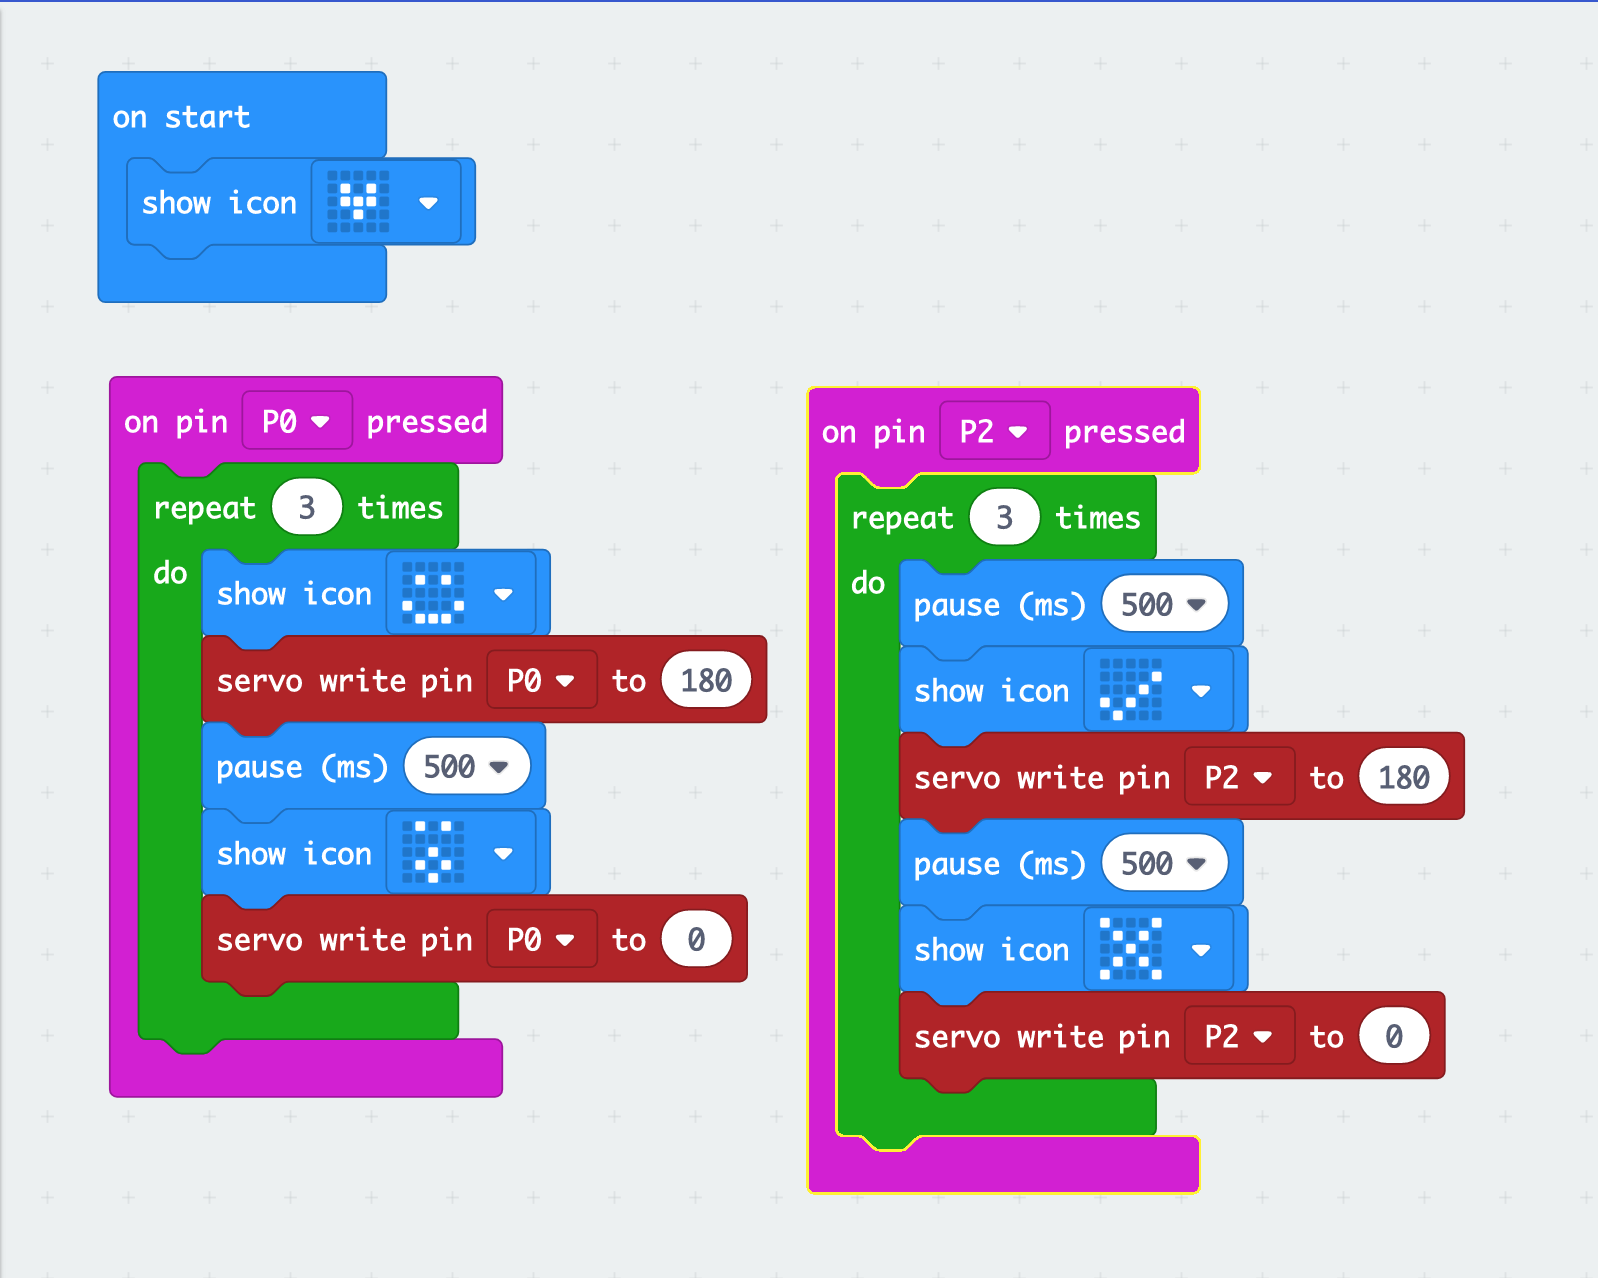 on start
show icon
on pin P0 pressed
repeat 3 times
do
show icon
servo write pin P0 to 180
pause (ms) 500
show icon
servo write pin P0 to 0
on pin P2 pressed
repeat 3 times
do
pause (ms) 500
show icon
servo write pin P2 to 180
pause (ms) 500
show icon
servo write pin P2 to 0